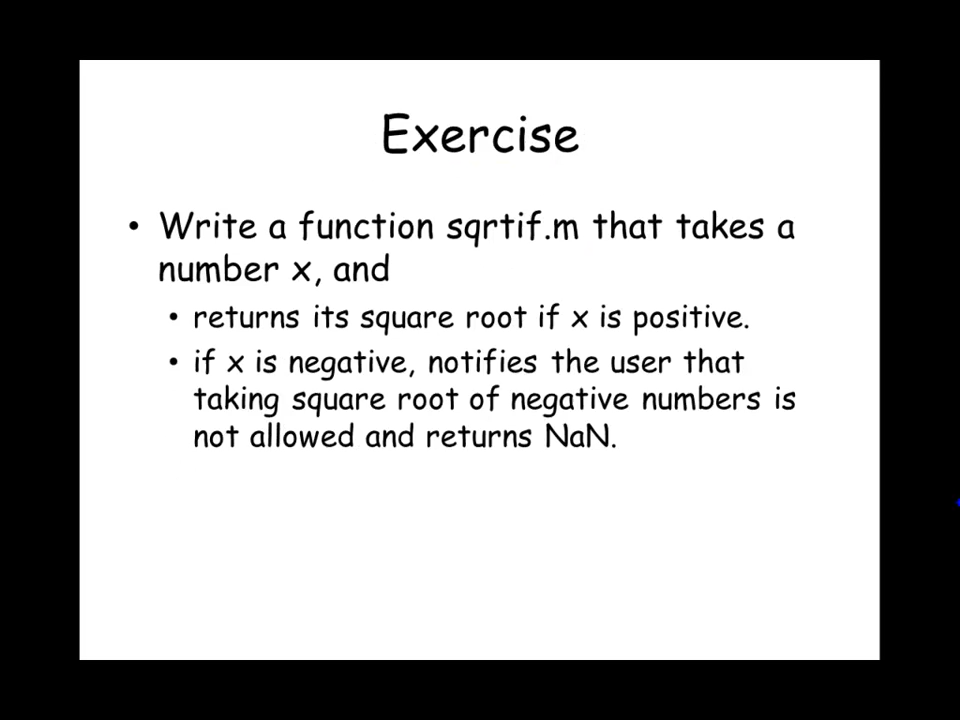 Exercise
• Write a function sqrtif.m that takes a
number x, and
• returns its square root if x is positive.
• if x is negative, notifies the user that
taking square root of negative numbers is
not allowed and returns NaN.